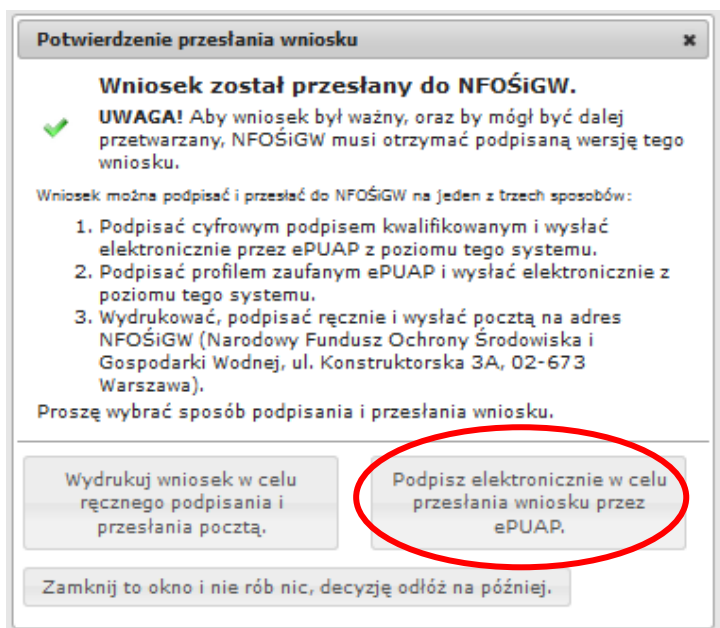 Potwierdzenie przesłania wniosku
Wniosek został przesłany do NFOŚiGW.
UWAGA! Aby wniosek był ważny, oraz by mógł być dalej
przetwarzany, NFOŚiGW musi otrzymać podpisaną wersję tego
wniosku.
Wniosek można podpisać i przesłać do NFOŚiGW na jeden z trzech sposobów:
1. Podpisać cyfrowym podpisem kwalifikowanym i wysłać
elektronicznie przez ePUAP z poziomu tego systemu.
2. Podpisać profilem zaufanym ePUAP i wysłać elektronicznie z
poziomu tego systemu.
3. Wydrukować, podpisać ręcznie i wysłać pocztą na adres
NFOŚiGW (Narodowy Fundusz Ochrony Środowiska i
Gospodarki Wodnej, ul. Konstruktorska 3A, 02-673
Warszawa).
Proszę wybrać sposób podpisania i przesłania wniosku.
Wydrukuj wniosek w celu
ręcznego podpisania i
przesłania pocztą.
Podpisz elektronicznie w celu
przesłania wniosku przez
ePUAP.
Zamknij to okno i nie rób nic, decyzję odłóż na później.